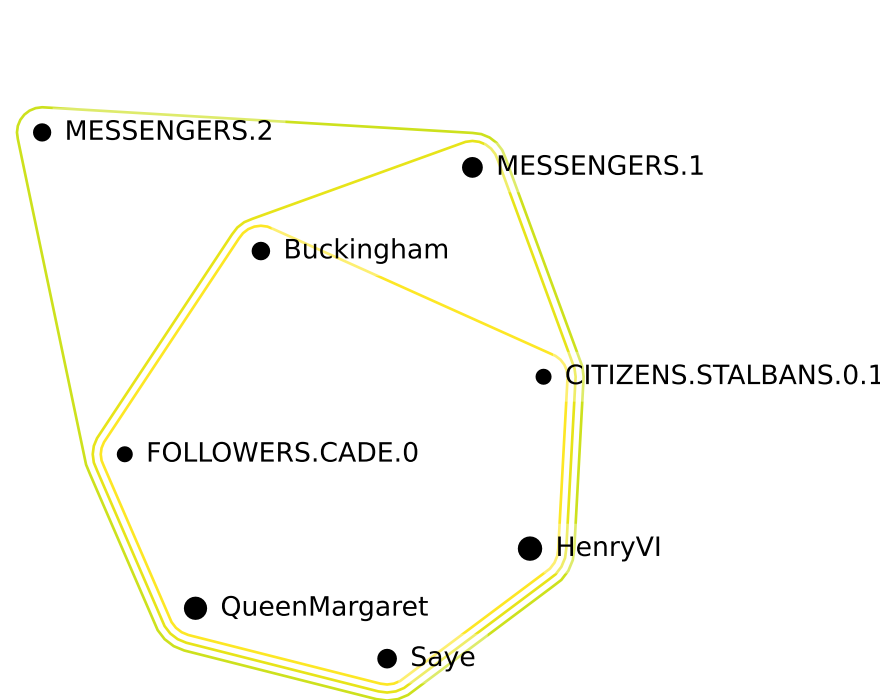 MESSENGERS.2
MESSENGERS.1
Buckingham
CITIZENS.STALBANS.0.1
FOLLOWERS.CADE.0
HenryVI
QueenMargaret
Saye